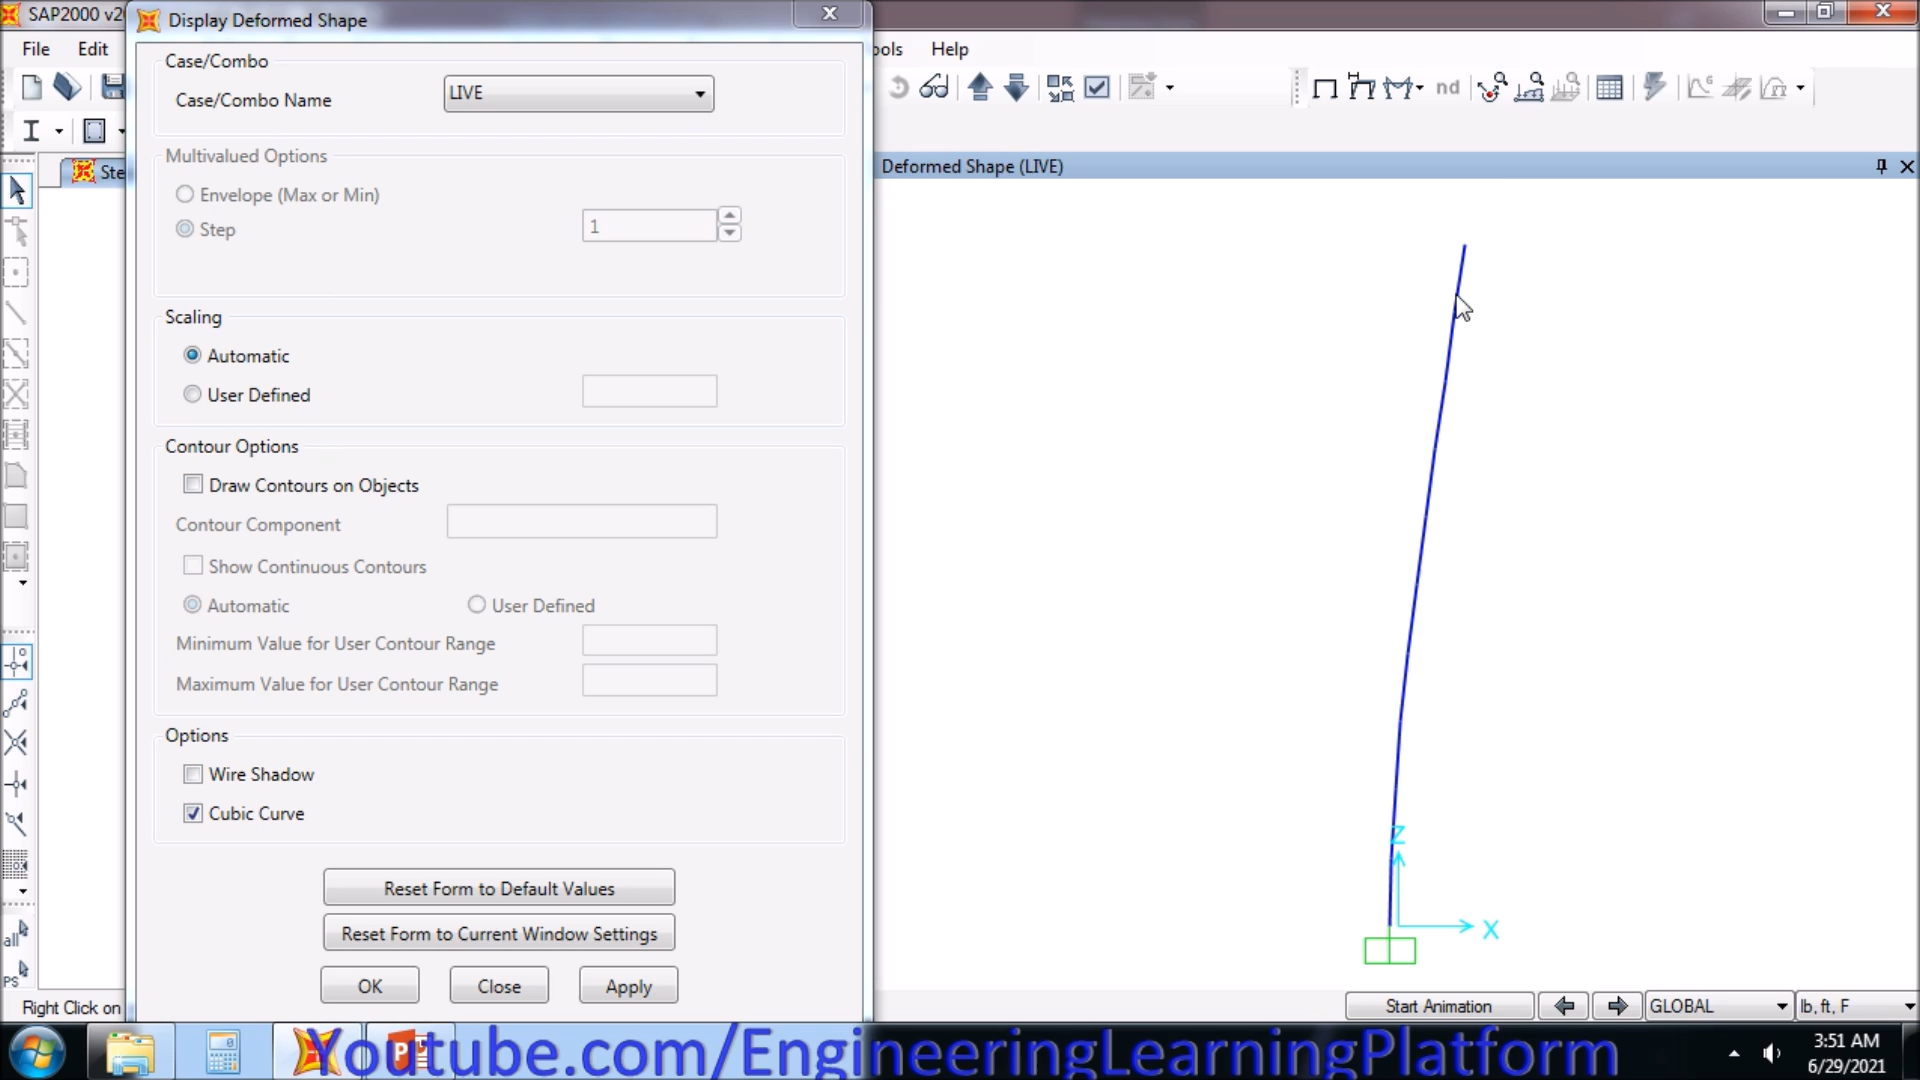 SAP2000 v2
Display Deformed Shape
File Edit
ools Help
Case/Combo
Case/Combo Name
LIVE
nd
Ste
Deformed Shape (LIVE)
Multivalued Options
Envelope (Max or Min)
Step
1
Scaling
Automatic
User Defined
Contour Options
Draw Contours on Objects
Contour Component
Show Continuous Contours
Automatic
User Defined
Minimum Value for User Contour Range
Maximum Value for User Contour Range
Options
Wire Shadow
Cubic Curve
Z
X
Reset Form to Default Values
Reset Form to Current Window Settings
OK
Close
Apply
all
PS
Right Click on
Start Animation
GLOBAL
lb, ft, F
Youtube.com/EngineeringLearningPlatform
3:51 AM
6/29/2021